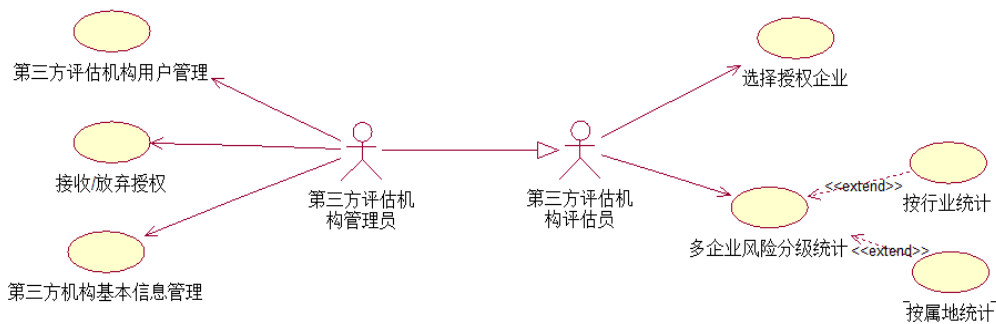 第三方评估机构用户管理
选择授权企业
接收/放弃授权
第三方评估机
构管理员
第三方评估机
构评估员
<<extend>>
按行业统计
多企业风险分级统计
<<extend>>
第三方机构基本信息管理
按属地统计